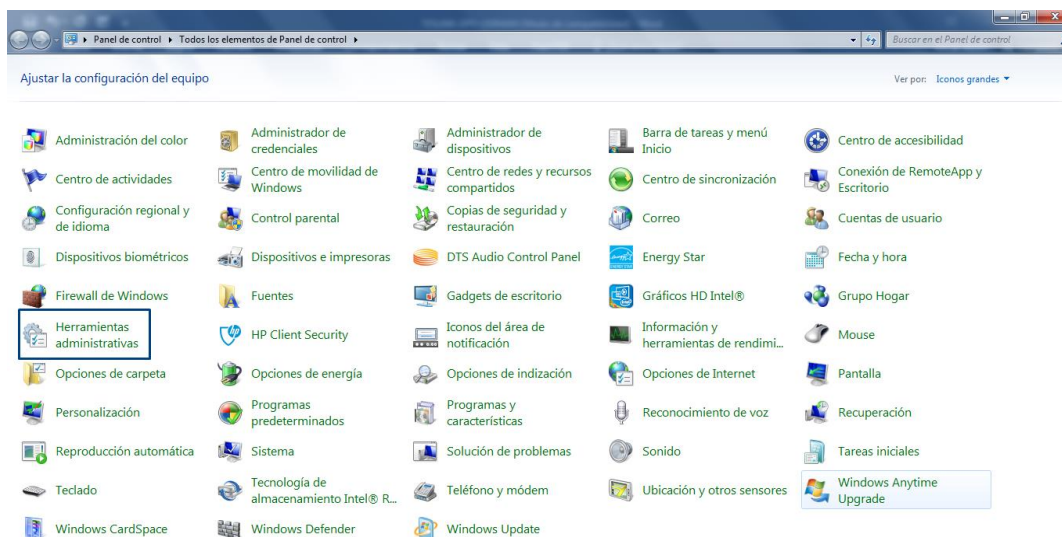 Panel de control ▸ Todos los elementos de Panel de control ▸
Buscar en el Panel de control
Ajustar la configuración del equipo
Ver por: Iconos grandes
Administración del color
Administrador de
credenciales
Administrador de
dispositivos
Barra de tareas y menú
Inicio
Centro de accesibilidad
Centro de actividades
Centro de movilidad de
Windows
Centro de redes y recursos
compartidos
Centro de sincronización
Conexión de RemoteApp y
Escritorio
Configuración regional y
de idioma
Control parental
Copias de seguridad y
restauración
Correo
Cuentas de usuario
Dispositivos biométricos
Dispositivos e impresoras
DTS Audio Control Panel
Energy Star
Fecha y hora
Firewall de Windows
Fuentes
Gadgets de escritorio
Gráficos HD Intel®
Grupo Hogar
Herramientas
administrativas
HP Client Security
Iconos del área de
notificación
Información y
herramientas de rendimi...
Mouse
Opciones de carpeta
Opciones de energía
Opciones de indización
Opciones de Internet
Pantalla
Personalización
Programas
predeterminados
Programas y
características
Reconocimiento de voz
Recuperación
Reproducción automática
Sistema
Solución de problemas
Sonido
Tareas iniciales
Teclado
Tecnología de
almacenamiento Intel® R...
Teléfono y módem
Ubicación y otros sensores
Windows Anytime
Upgrade
Windows CardSpace
Windows Defender
Windows Update